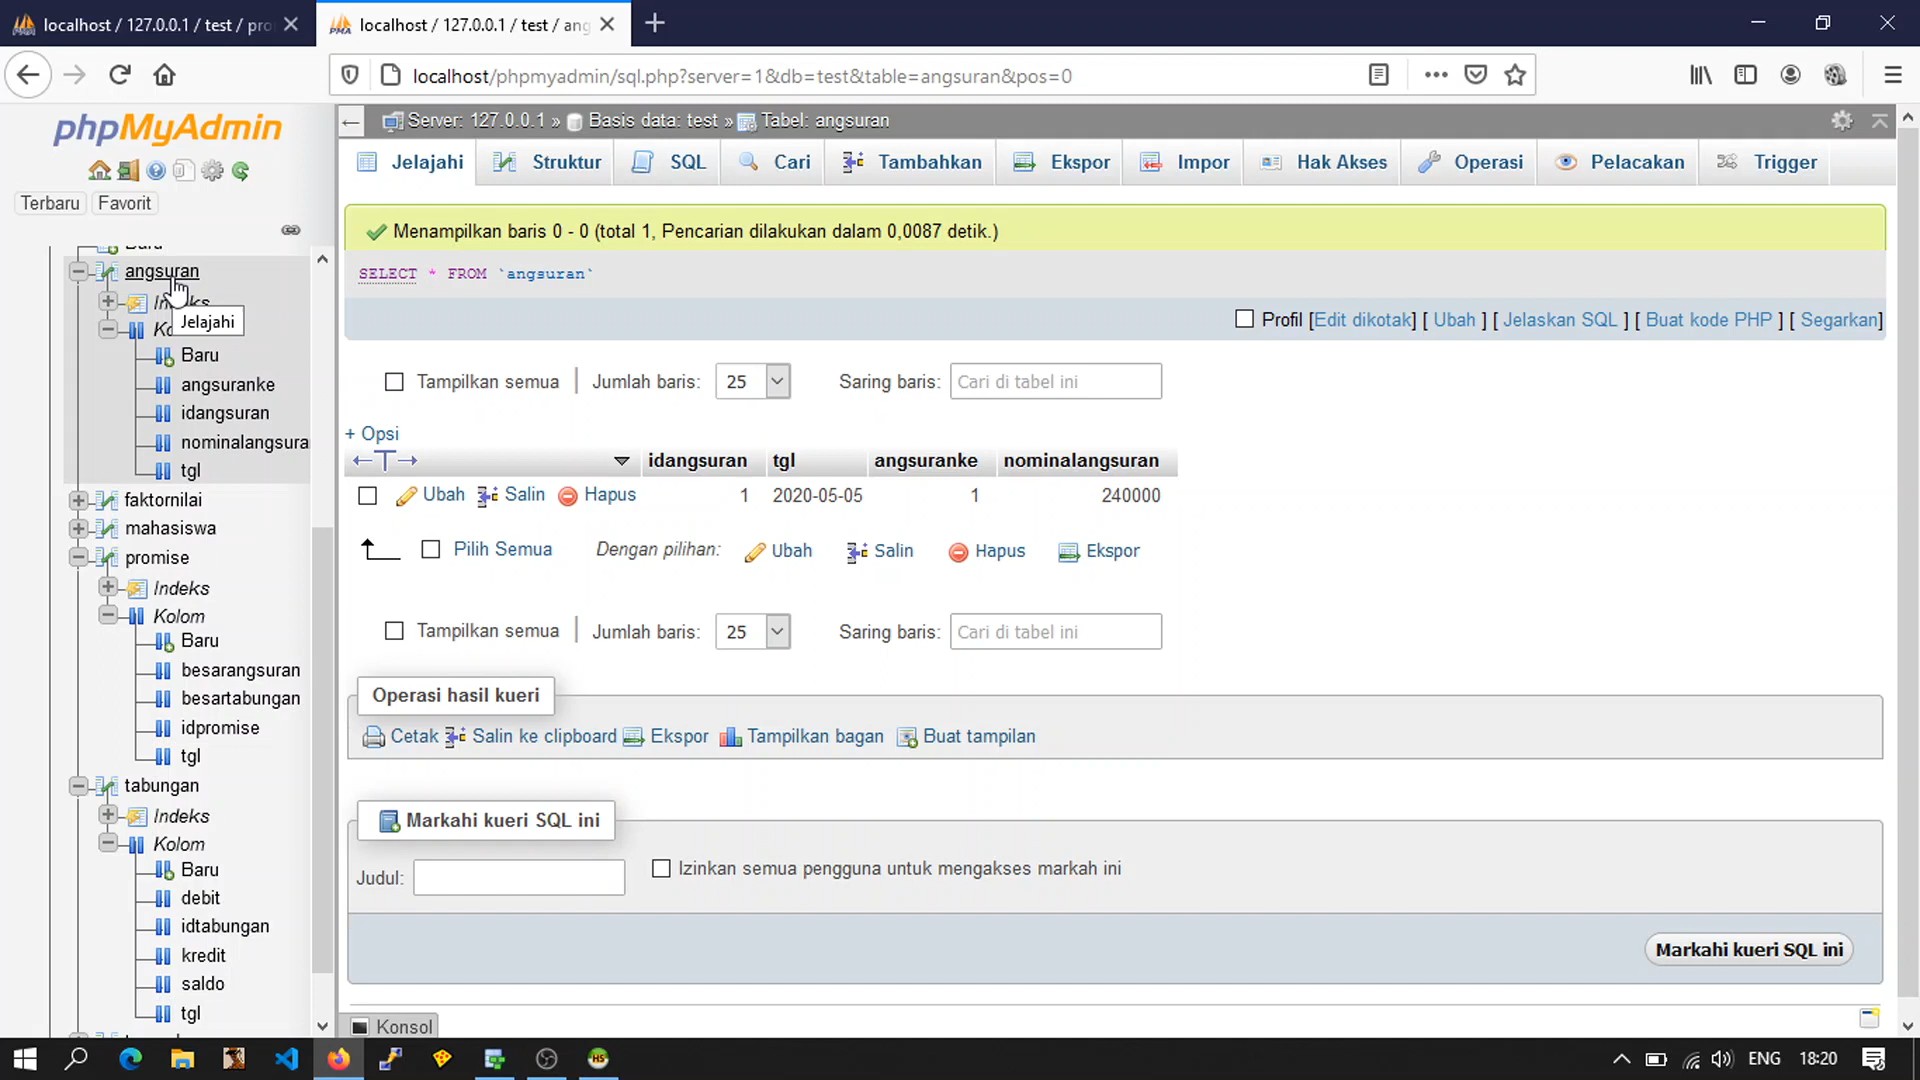 localhost / 127.0.0.1 / test / pro
localhost / 127.0.0.1 / test / ang
localhost/phpmyadmin/sql.php?server=1&db=test&table=angsuran&pos=0
phpMyAdmin
Terbaru Favorit
Baru
angsuran
Indeks
Jelajahi
Baru
angsuranke
idangsuran
nominalangsura
tgl
faktornilai
mahasiswa
promise
Indeks
Kolom
Baru
besarangsuran
besartabungan
idpromise
tgl
tabungan
Indeks
Kolom
Baru
debit
idtabungan
kredit
saldo
tgl
Server: 127.0.0.1 » Basis data: test » Tabel: angsuran
Jelajahi Struktur SQL Cari Tambahkan Ekspor Impor Hak Akses Operasi Pelacakan Trigger
Menampilkan baris 0 - 0 (total 1, Pencarian dilakukan dalam 0,0087 detik.)
SELECT * FROM `angsuran`
Profil [Edit dikotak] [ Ubah ] [ Jelaskan SQL ] [ Buat kode PHP ] [ Segarkan]
Tampilkan semua Jumlah baris: 25 Saring baris: Cari di tabel ini
+ Opsi
←T→ idangsuran tgl angsuranke nominalangsuran
Ubah Salin Hapus 1 2020-05-05 1 240000
Pilih Semua Dengan pilihan: Ubah Salin Hapus Ekspor
Tampilkan semua Jumlah baris: 25 Saring baris: Cari di tabel ini
Operasi hasil kueri
Cetak Salin ke clipboard Ekspor Tampilkan bagan Buat tampilan
Markahi kueri SQL ini
Judul: Izinkan semua pengguna untuk mengakses markah ini
Markahi kueri SQL ini
Konsol
ENG 18:20